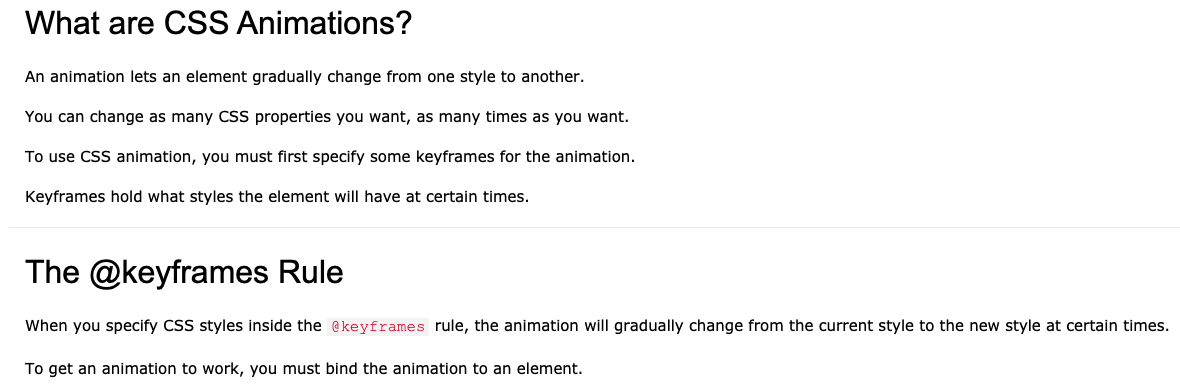 What are CSS Animations?
An animation lets an element gradually change from one style to another.
You can change as many CSS properties you want, as many times as you want.
To use CSS animation, you must first specify some keyframes for the animation.
Keyframes hold what styles the element will have at certain times.
The @keyframes Rule
When you specify CSS styles inside the @keyframes rule, the animation will gradually change from the current style to the new style at certain times.
To get an animation to work, you must bind the animation to an element.